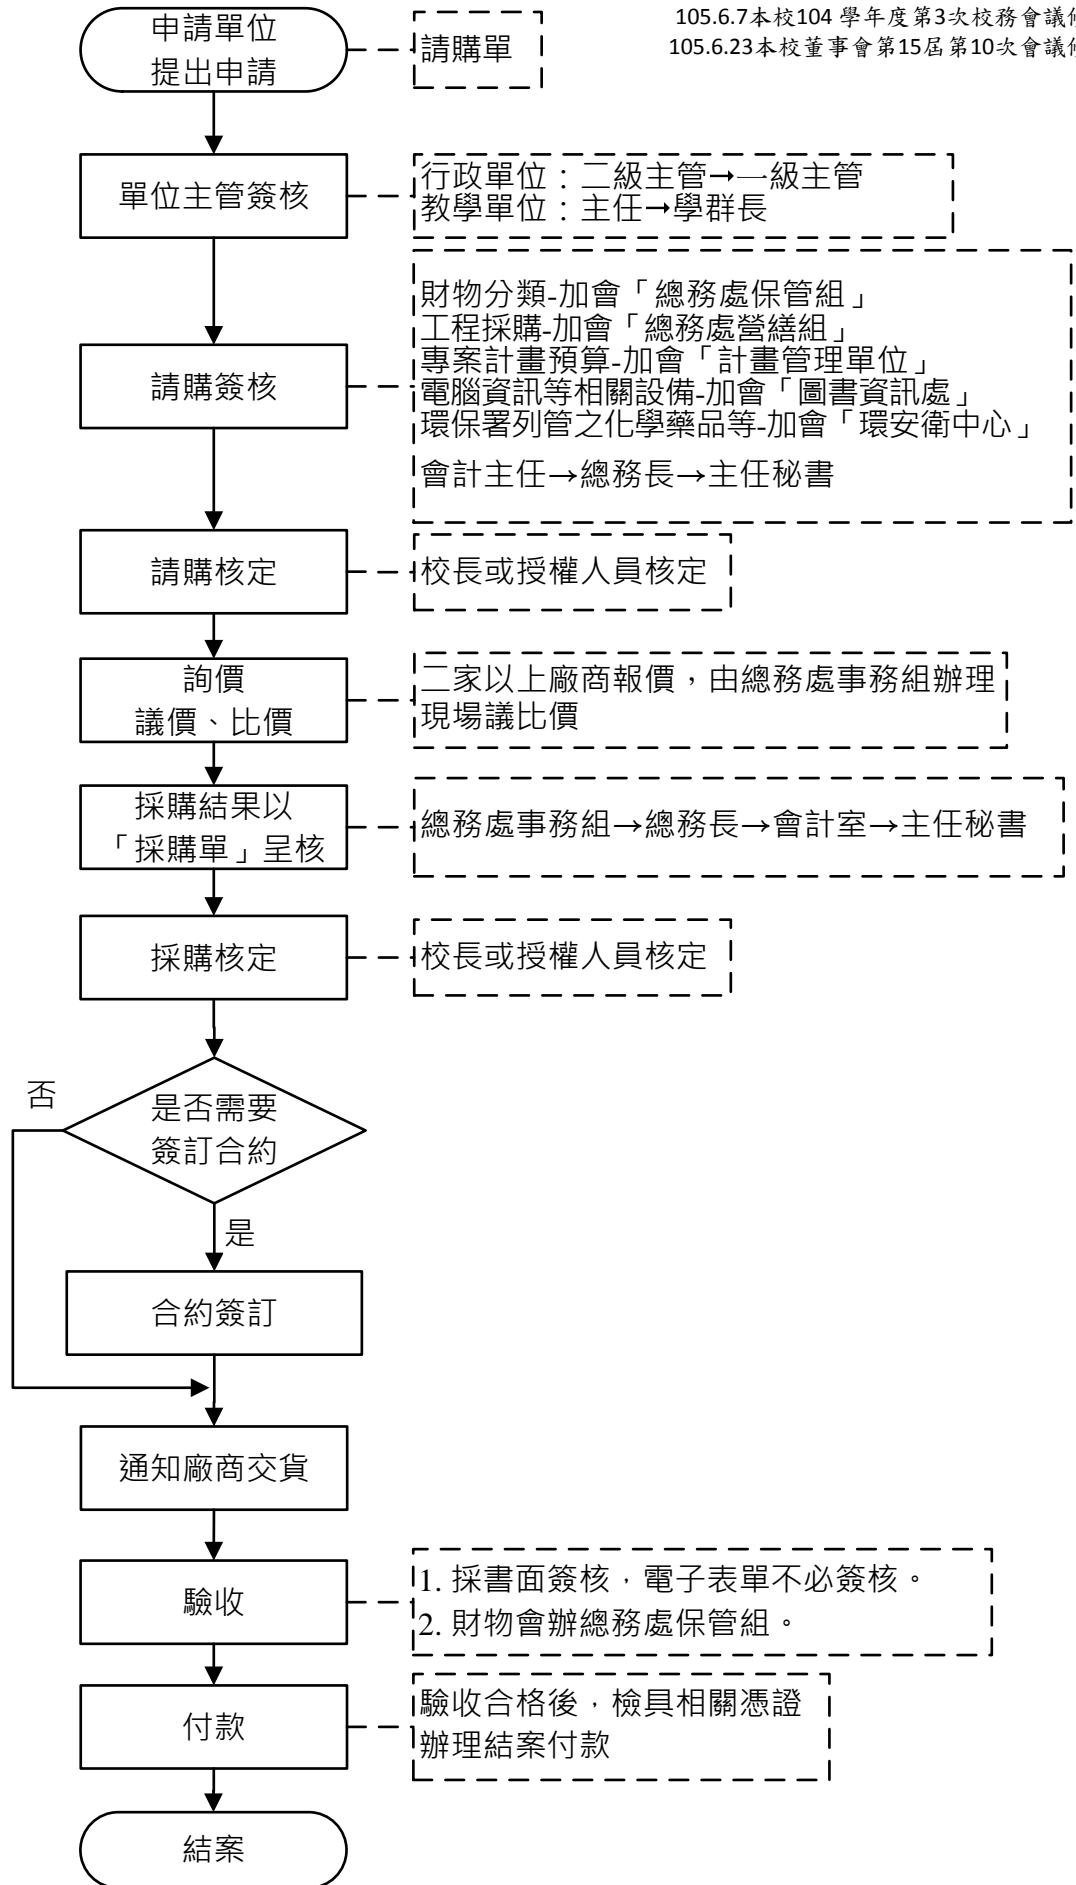 105.6.7本校104 學年度第3次校務會議
105.6.23本校董事會第15屆第10次會議
申請單位
提出申請
請購單
單位主管簽核
行政單位：二級主管→一級主管
教學單位：主任→學群長
請購簽核
財物分類-加會「總務處保管組」
工程採購-加會「總務處營繕組」
專案計畫預算-加會「計畫管理單位」
電腦資訊等相關設備-加會「圖書資訊處」
環保署列管之化學藥品等-加會「環安衛中心」
會計主任→總務長→主任秘書
請購核定
校長或授權人員核定
詢價
議價、比價
二家以上廠商報價，由總務處事務組辦理
現場議比價
採購結果以
「採購單」呈核
總務處事務組→總務長→會計室→主任秘書
採購核定
校長或授權人員核定
是否需要
簽訂合約
否
是
合約簽訂
通知廠商交貨
驗收
1. 採書面簽核，電子表單不必簽核。
2. 財物會辦總務處保管組。
付款
驗收合格後，檢具相關憑證
辦理結案付款
結案